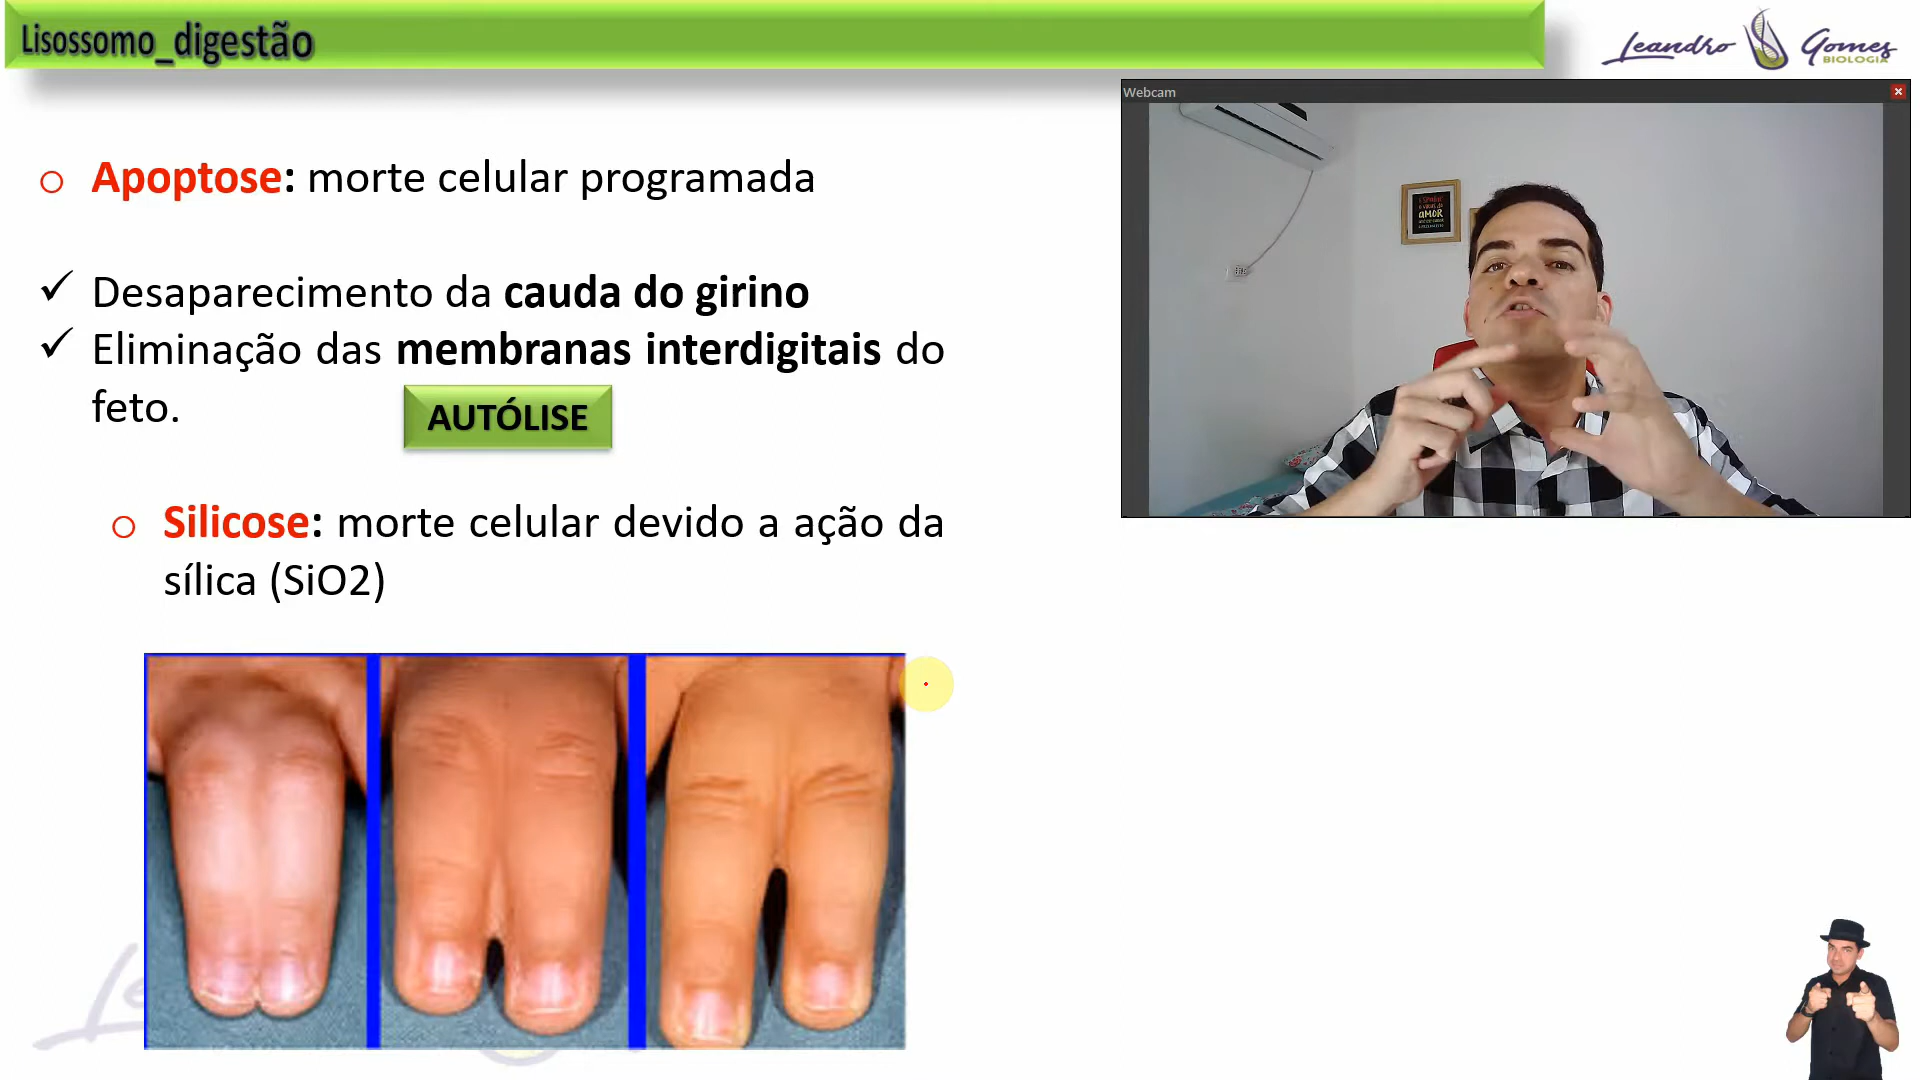 Lisossomo_digestão
Leandro Gomes
BIOLOGIA
Webcam
AMOR
Apoptose: morte celular programada
Desaparecimento da cauda do girino
Eliminação das membranas interdigitais do
feto.
AUTÓLISE
Silicose: morte celular devido a ação da
sílica (SiO2)